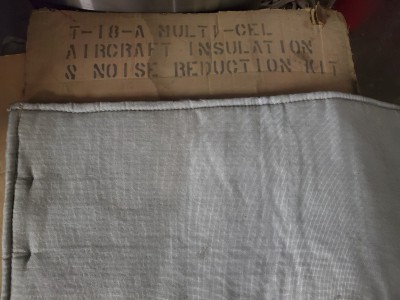 T-18-A MULTI-CEL
AIRCRAFT INSULATION
& NOISE REDUCTION KIT